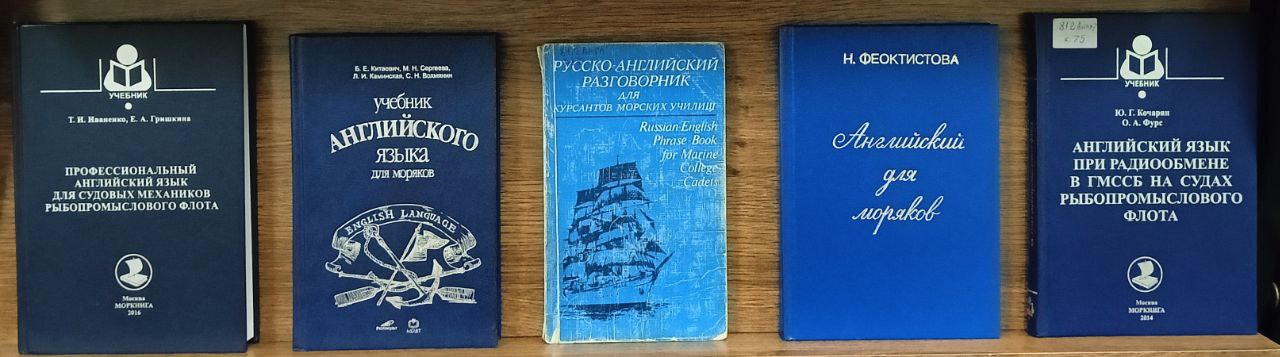 УЧЕБНИК
Т. И. Иваненко, Е. А. Гришкина
ПРОФЕССИОНАЛЬНЫЙ
АНГЛИЙСКИЙ ЯЗЫК
ДЛЯ СУДОВЫХ МЕХАНИКОВ
РЫБОПРОМЫСЛОВОГО ФЛОТА
Москва
МОРКНИГА
2016
Б. Е. Китаевич, М. Н. Сергеева,
Л. И. Каминская, С. Н. Вохмянин
учебник
АНГЛИЙСКОГО
ЯЗЫКА
для моряков
ENGLISH LANGUAGE
РУССКО-АНГЛИЙСКИЙ
РАЗГОВОРНИК
ДЛЯ
КУРСАНТОВ МОРСКИХ УЧИЛИЩ
Russian-English
Phrase-Book
for Marine
College
Cadets
Н. ФЕОКТИСТОВА
Английский
для
моряков
УЧЕБНИК
Ю. Г. Кочарян
О. А. Фурс
АНГЛИЙСКИЙ ЯЗЫК
ПРИ РАДИООБМЕНЕ
В ГМССБ НА СУДАХ
РЫБОПРОМЫСЛОВОГО
ФЛОТА
Москва
МОРКНИГА
2014